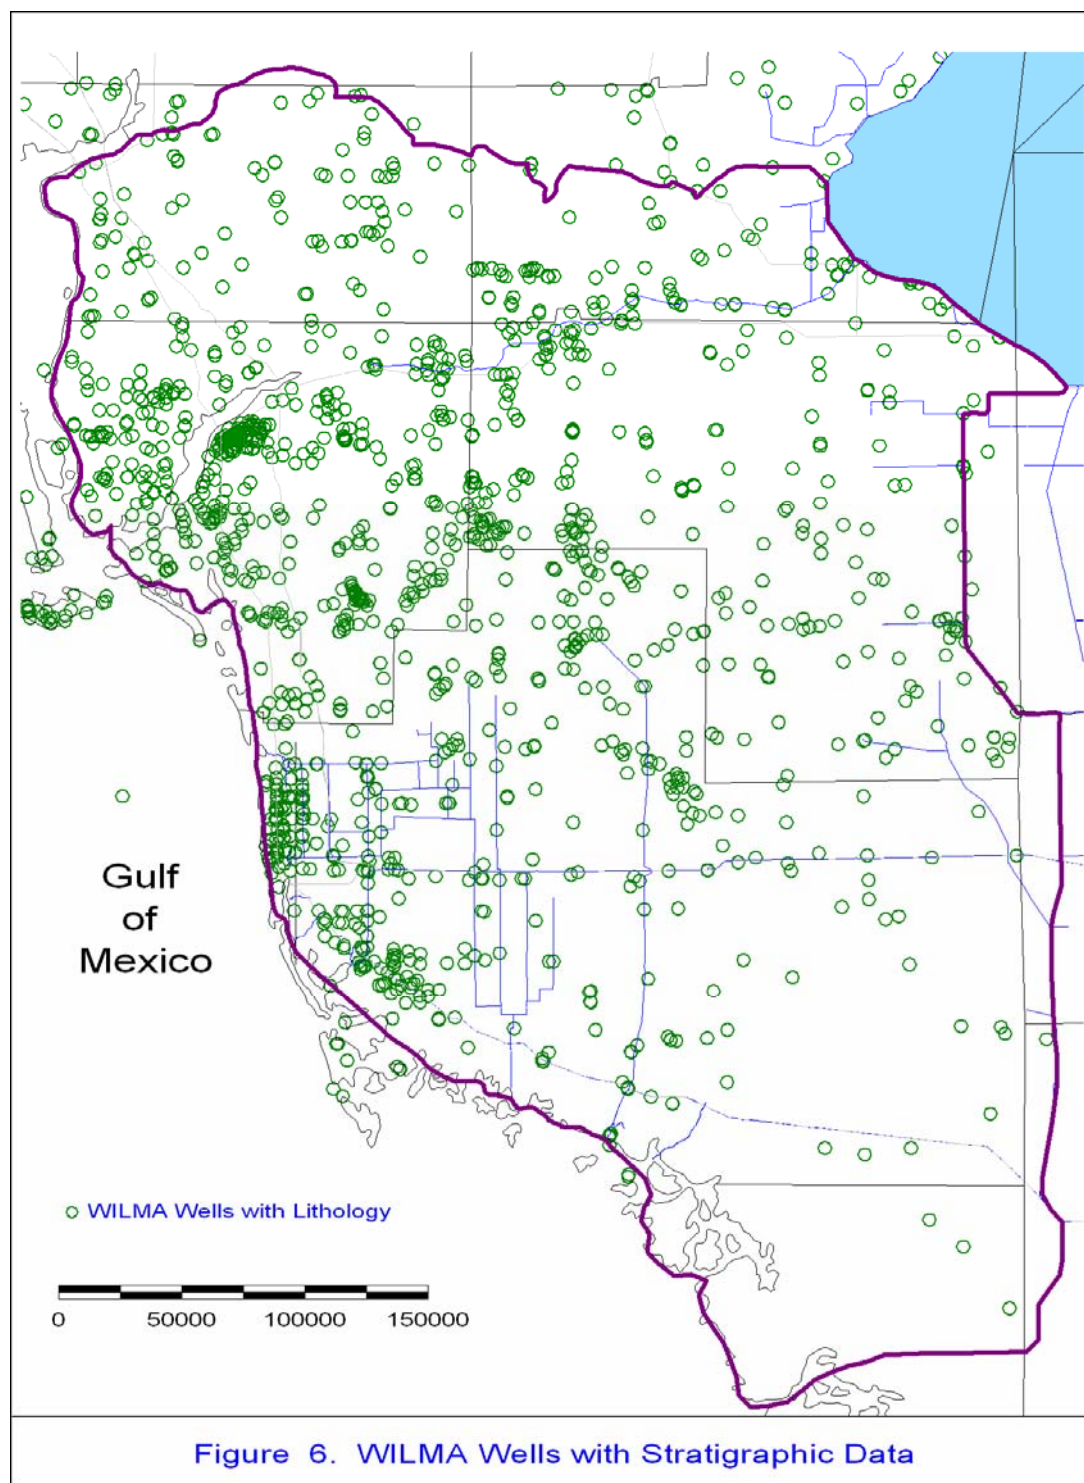 Gulf
of
Mexico
WILMA Wells with Lithology
0 50000 100000 150000
Figure 6. WILMA Wells with Stratigraphic Data